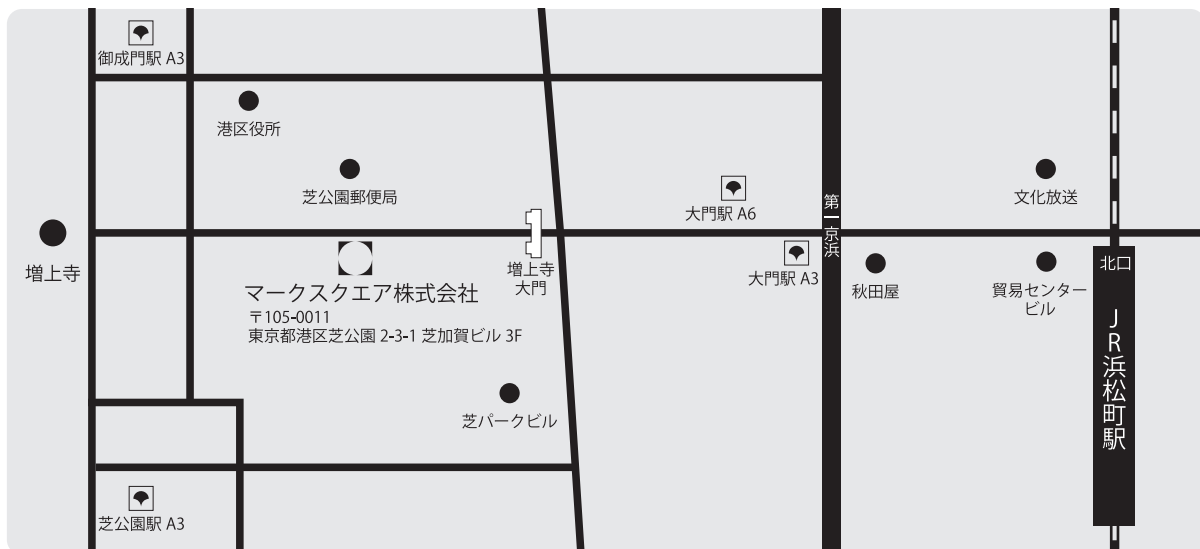 御成門駅 A3
港区役所
芝公園郵便局
大門駅 A6
第一京浜
文化放送
増上寺
増上寺
大門
大門駅 A3
秋田屋
貿易センター
ビル
北口
JR浜松町駅
マークスクエア株式会社
〒105-0011
東京都港区芝公園 2-3-1 芝加賀ビル 3F
芝パークビル
芝公園駅 A3